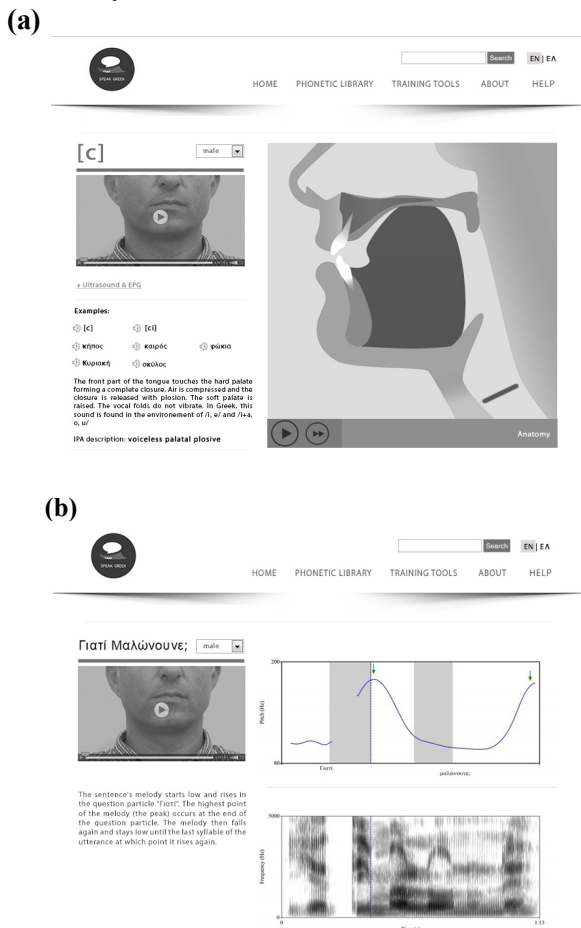 (a)
SPEAK GREEK
Search EN | ΕΛ
HOME PHONETIC LIBRARY TRAINING TOOLS ABOUT HELP
[c] male
+ Ultrasound & EPG
Examples:
[c] [ci]
κήπος καιρός φώκια
Κυριακή σκύλος
The front part of the tongue touches the hard palate
forming a complete closure. Air is compressed and the
closure is released with plosion. The soft palate is
raised. The vocal folds do not vibrate. In Greek, this
sound is found in the environement of /i, e/ and /i+a,
o, u/
IPA description: voiceless palatal plosive
Anatomy
(b)
SPEAK GREEK
Search EN | ΕΛ
HOME PHONETIC LIBRARY TRAINING TOOLS ABOUT HELP
Γιατί Μαλώνουνε; male
The sentence's melody starts low and rises in
the question particle "Γιατί". The highest point
of the melody (the peak) occurs at the end of
the question particle. The melody then falls
again and stays low until the last syllable of the
utterance at which point it rises again.
200
Pitch (Hz)
80
Γιατί μαλώνουνε;
5000
Frequency (Hz)
0
0 1.13